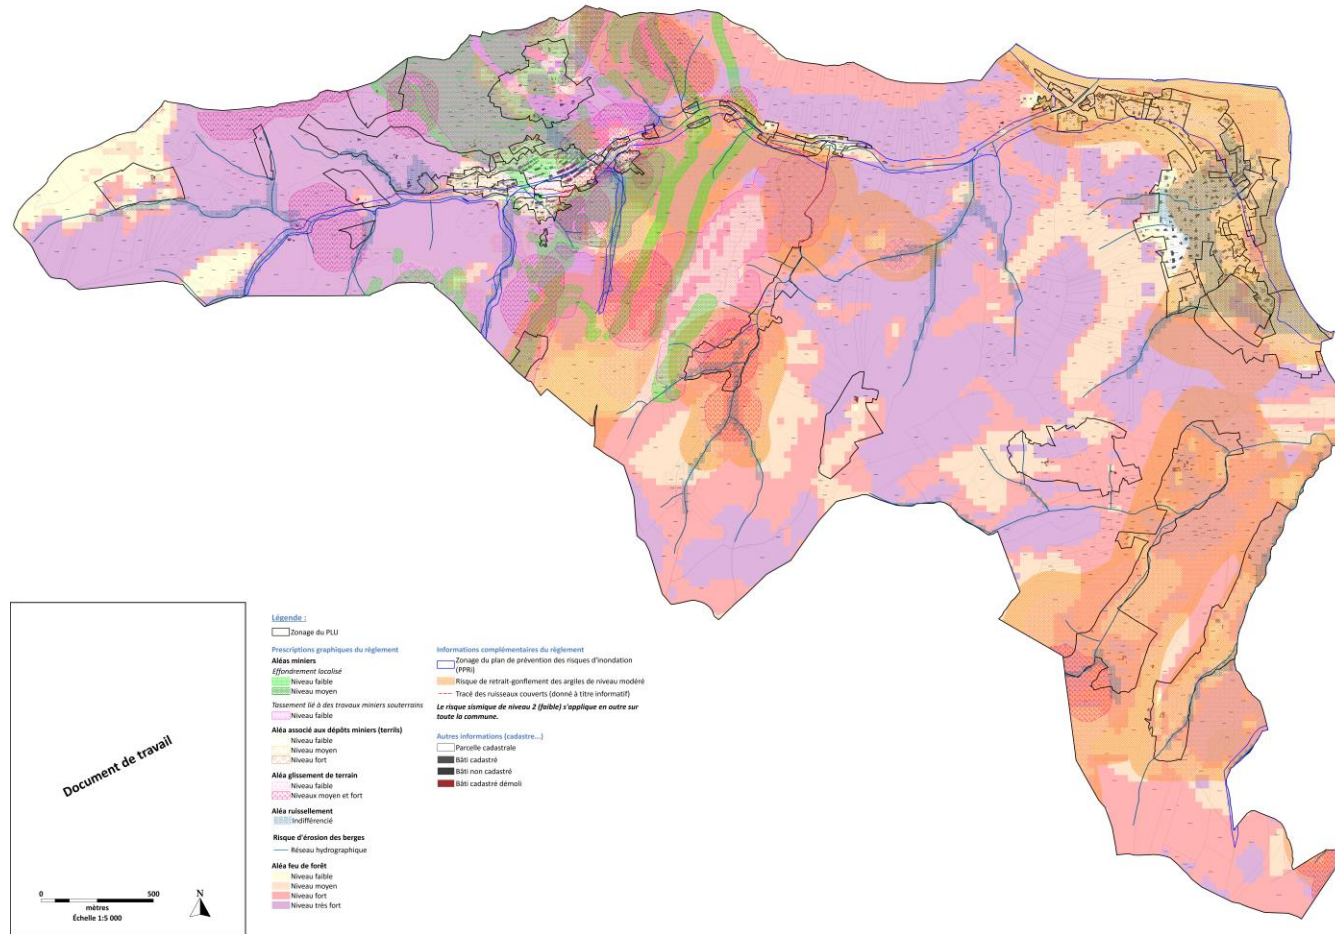 Légende :
Zonage du PLU
Prescriptions graphiques du règlement
Aléas miniers
Effondrement localisé
Niveau faible
Niveau moyen
Tassement lié à des travaux miniers souterrains
Niveau faible
Aléa associé aux dépôts miniers (terrils)
Niveau faible
Niveau moyen
Niveau fort
Aléa glissement de terrain
Niveau faible
Niveaux moyen et fort
Aléa ruissellement
Indifférencié
Risque d'érosion des berges
Réseau hydrographique
Aléa feu de forêt
Niveau faible
Niveau moyen
Niveau fort
Niveau très fort
Informations complémentaires du règlement
Zonage du plan de prévention des risques d'inondation
(PPRi)
Risque de retrait-gonflement des argiles de niveau modéré
Tracé des ruisseaux couverts (donné à titre informatif)
Le risque sismique de niveau 2 (faible) s'applique en outre sur
toute la commune.
Autres informations (cadastre...)
Parcelle cadastrale
Bâti cadastré
Bâti non cadastré
Bâti cadastré démoli
Document de travail
0 500
mètres
Échelle 1:5 000
N